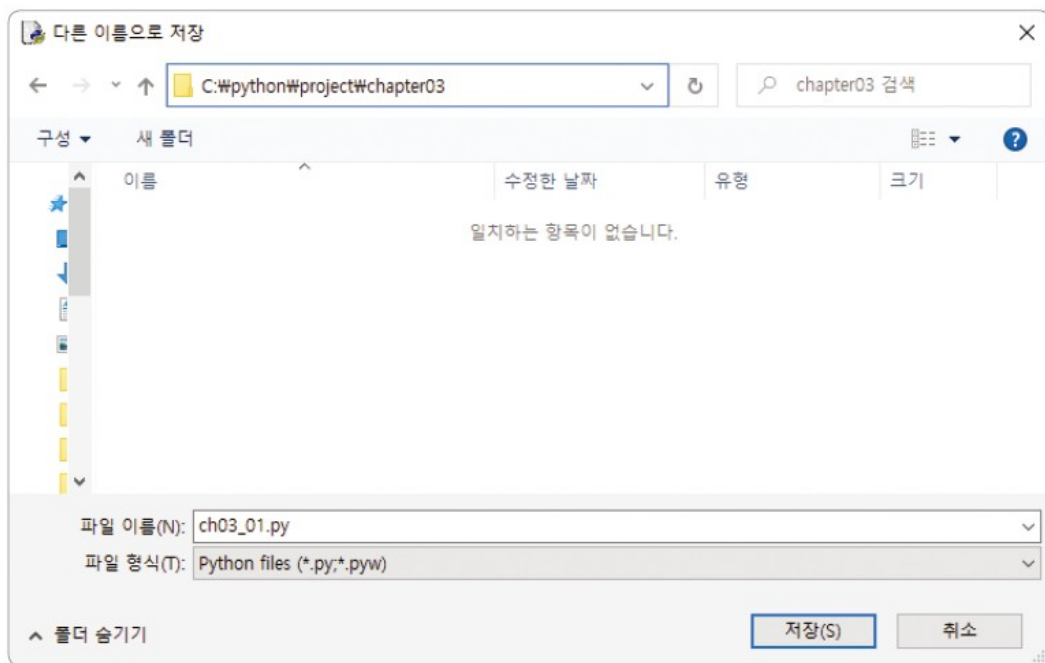 다른 이름으로 저장
C:₩python₩project₩chapter03
chapter03 검색
구성 새 폴더
이름 수정한 날짜 유형 크기
일치하는 항목이 없습니다.
파일 이름(N): ch03_01.py
파일 형식(T): Python files (*.py;*.pyw)
폴더 숨기기 저장(S) 취소